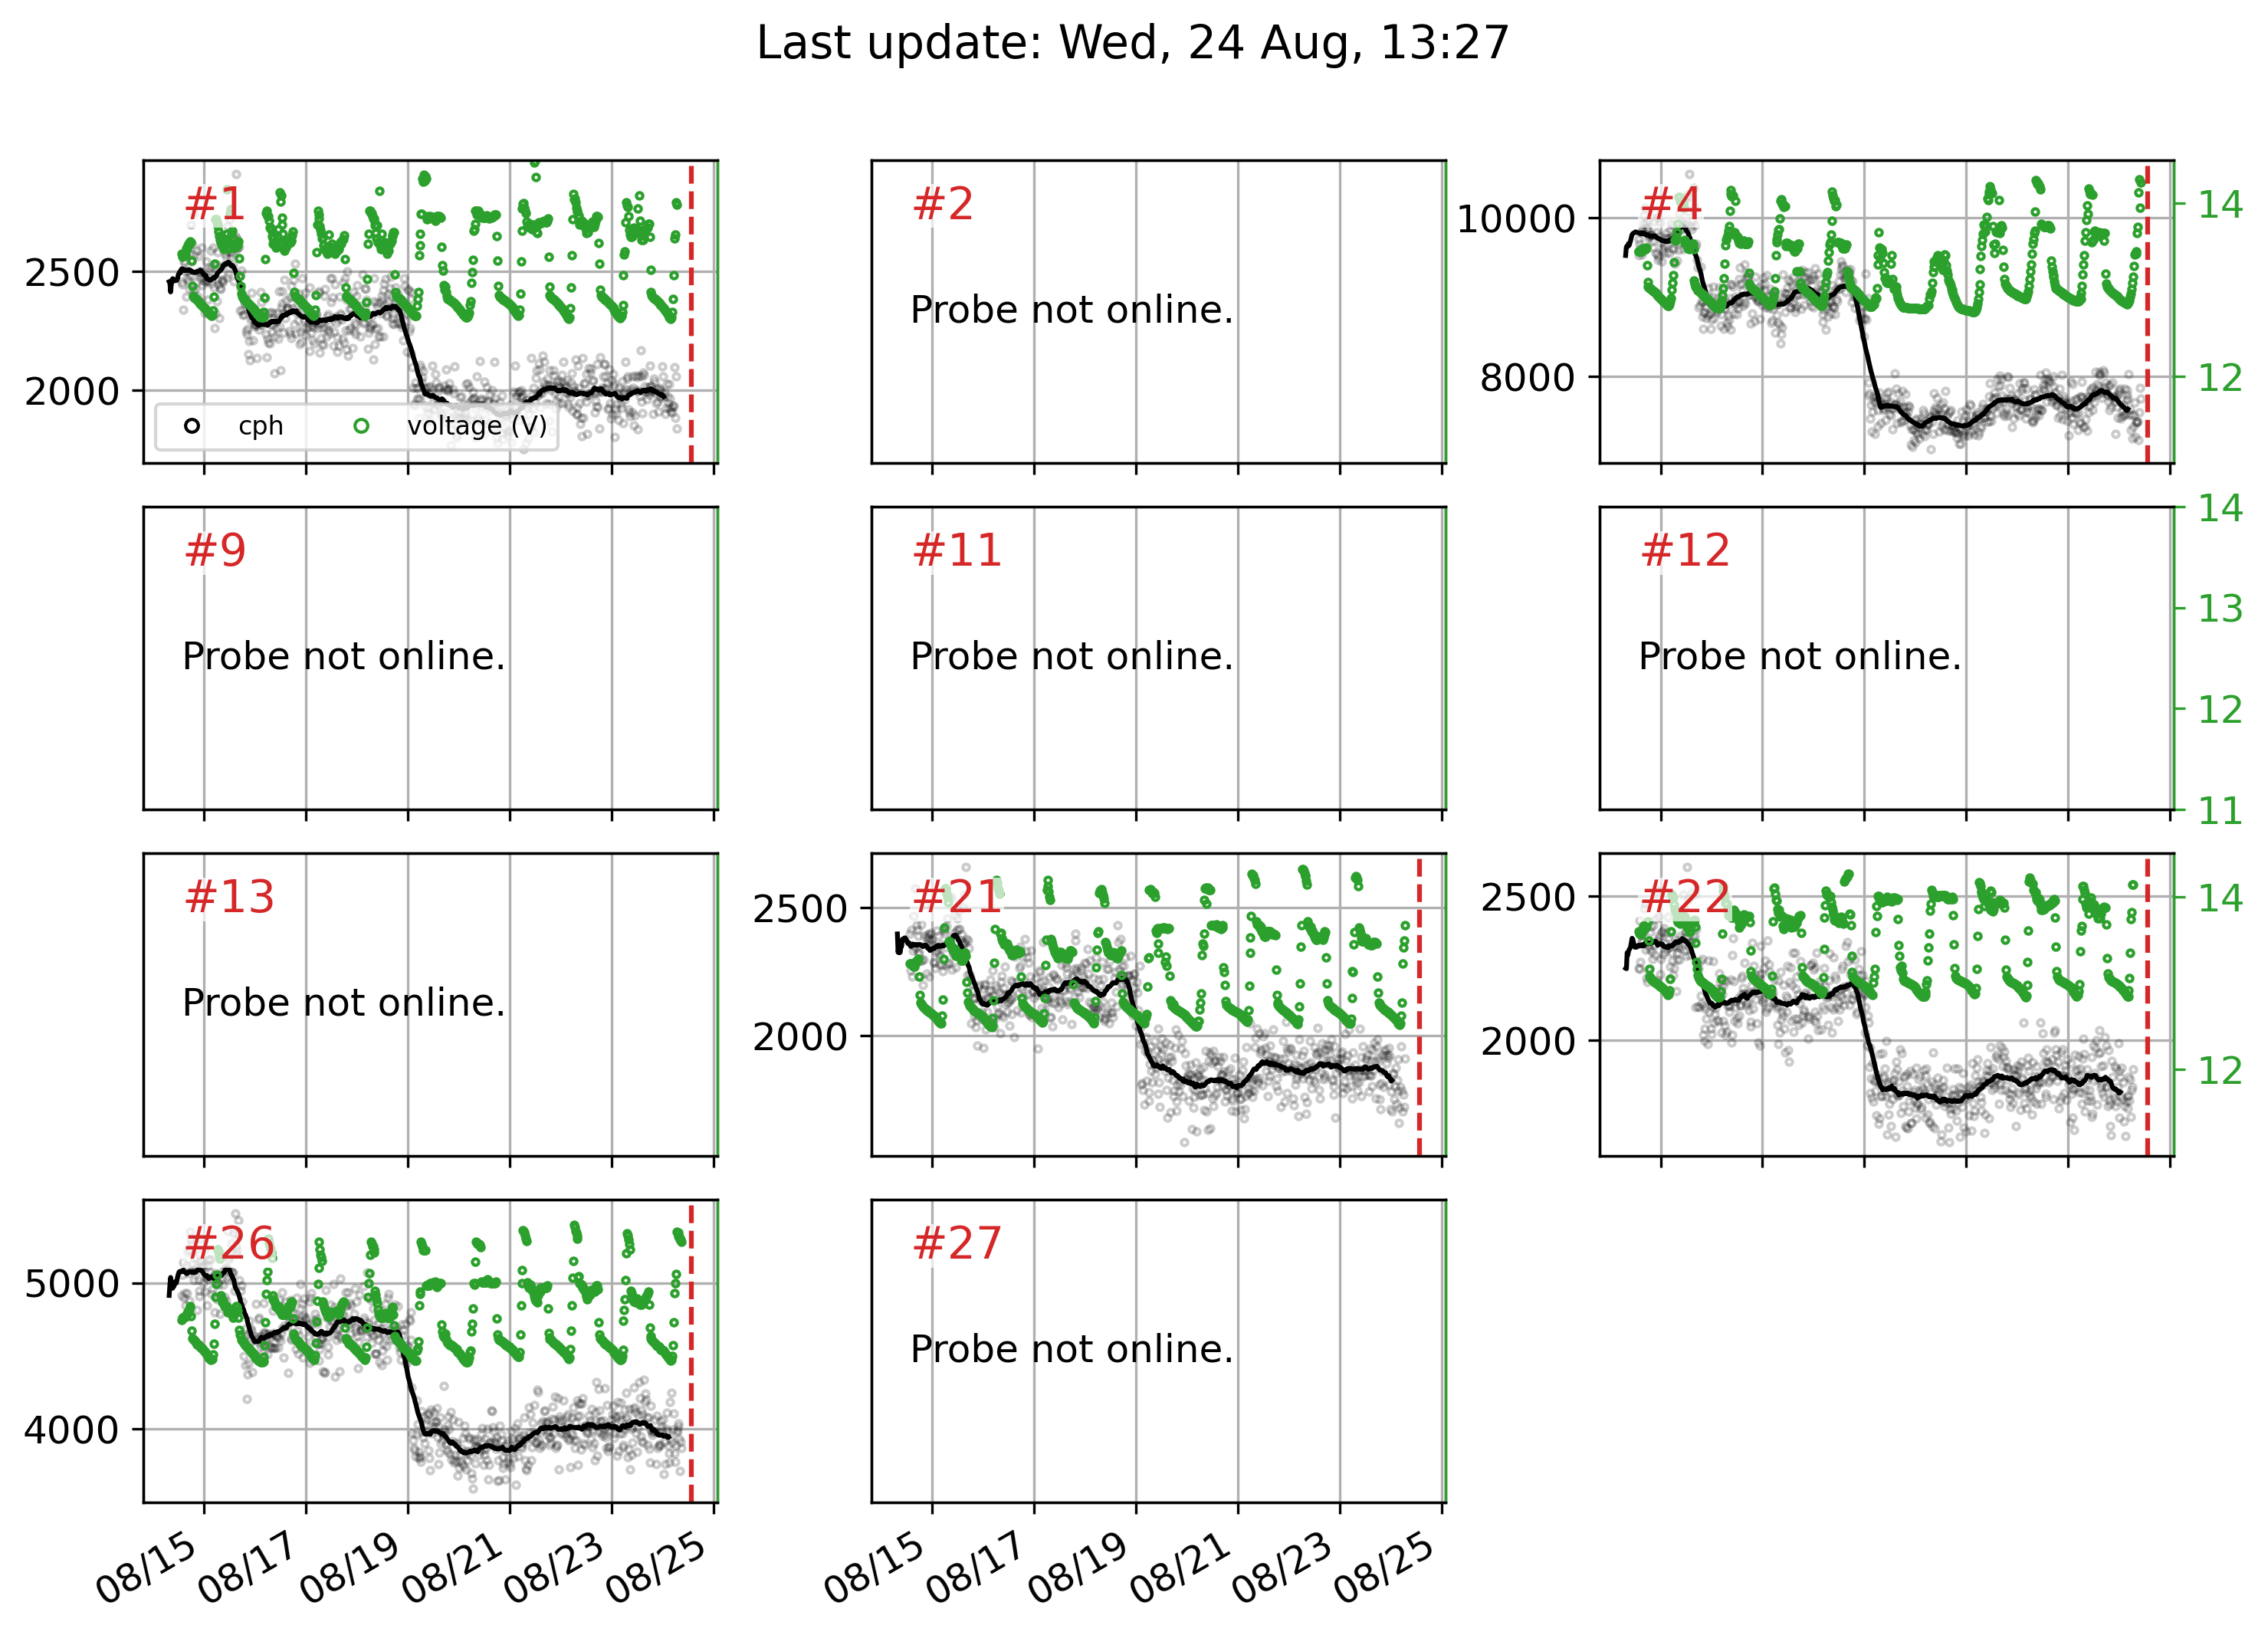 Last update: Wed, 24 Aug, 13:27
#1
2500
2000
cph voltage (V)
#2
Probe not online.
#4
10000
8000
14
12
#9
Probe not online.
#11
Probe not online.
#12
Probe not online.
14
13
12
11
#13
Probe not online.
#21
2500
2000
#22
2500
2000
14
12
#26
5000
4000
#27
Probe not online.
08/15 08/17 08/19 08/21 08/23 08/25
08/15 08/17 08/19 08/21 08/23 08/25